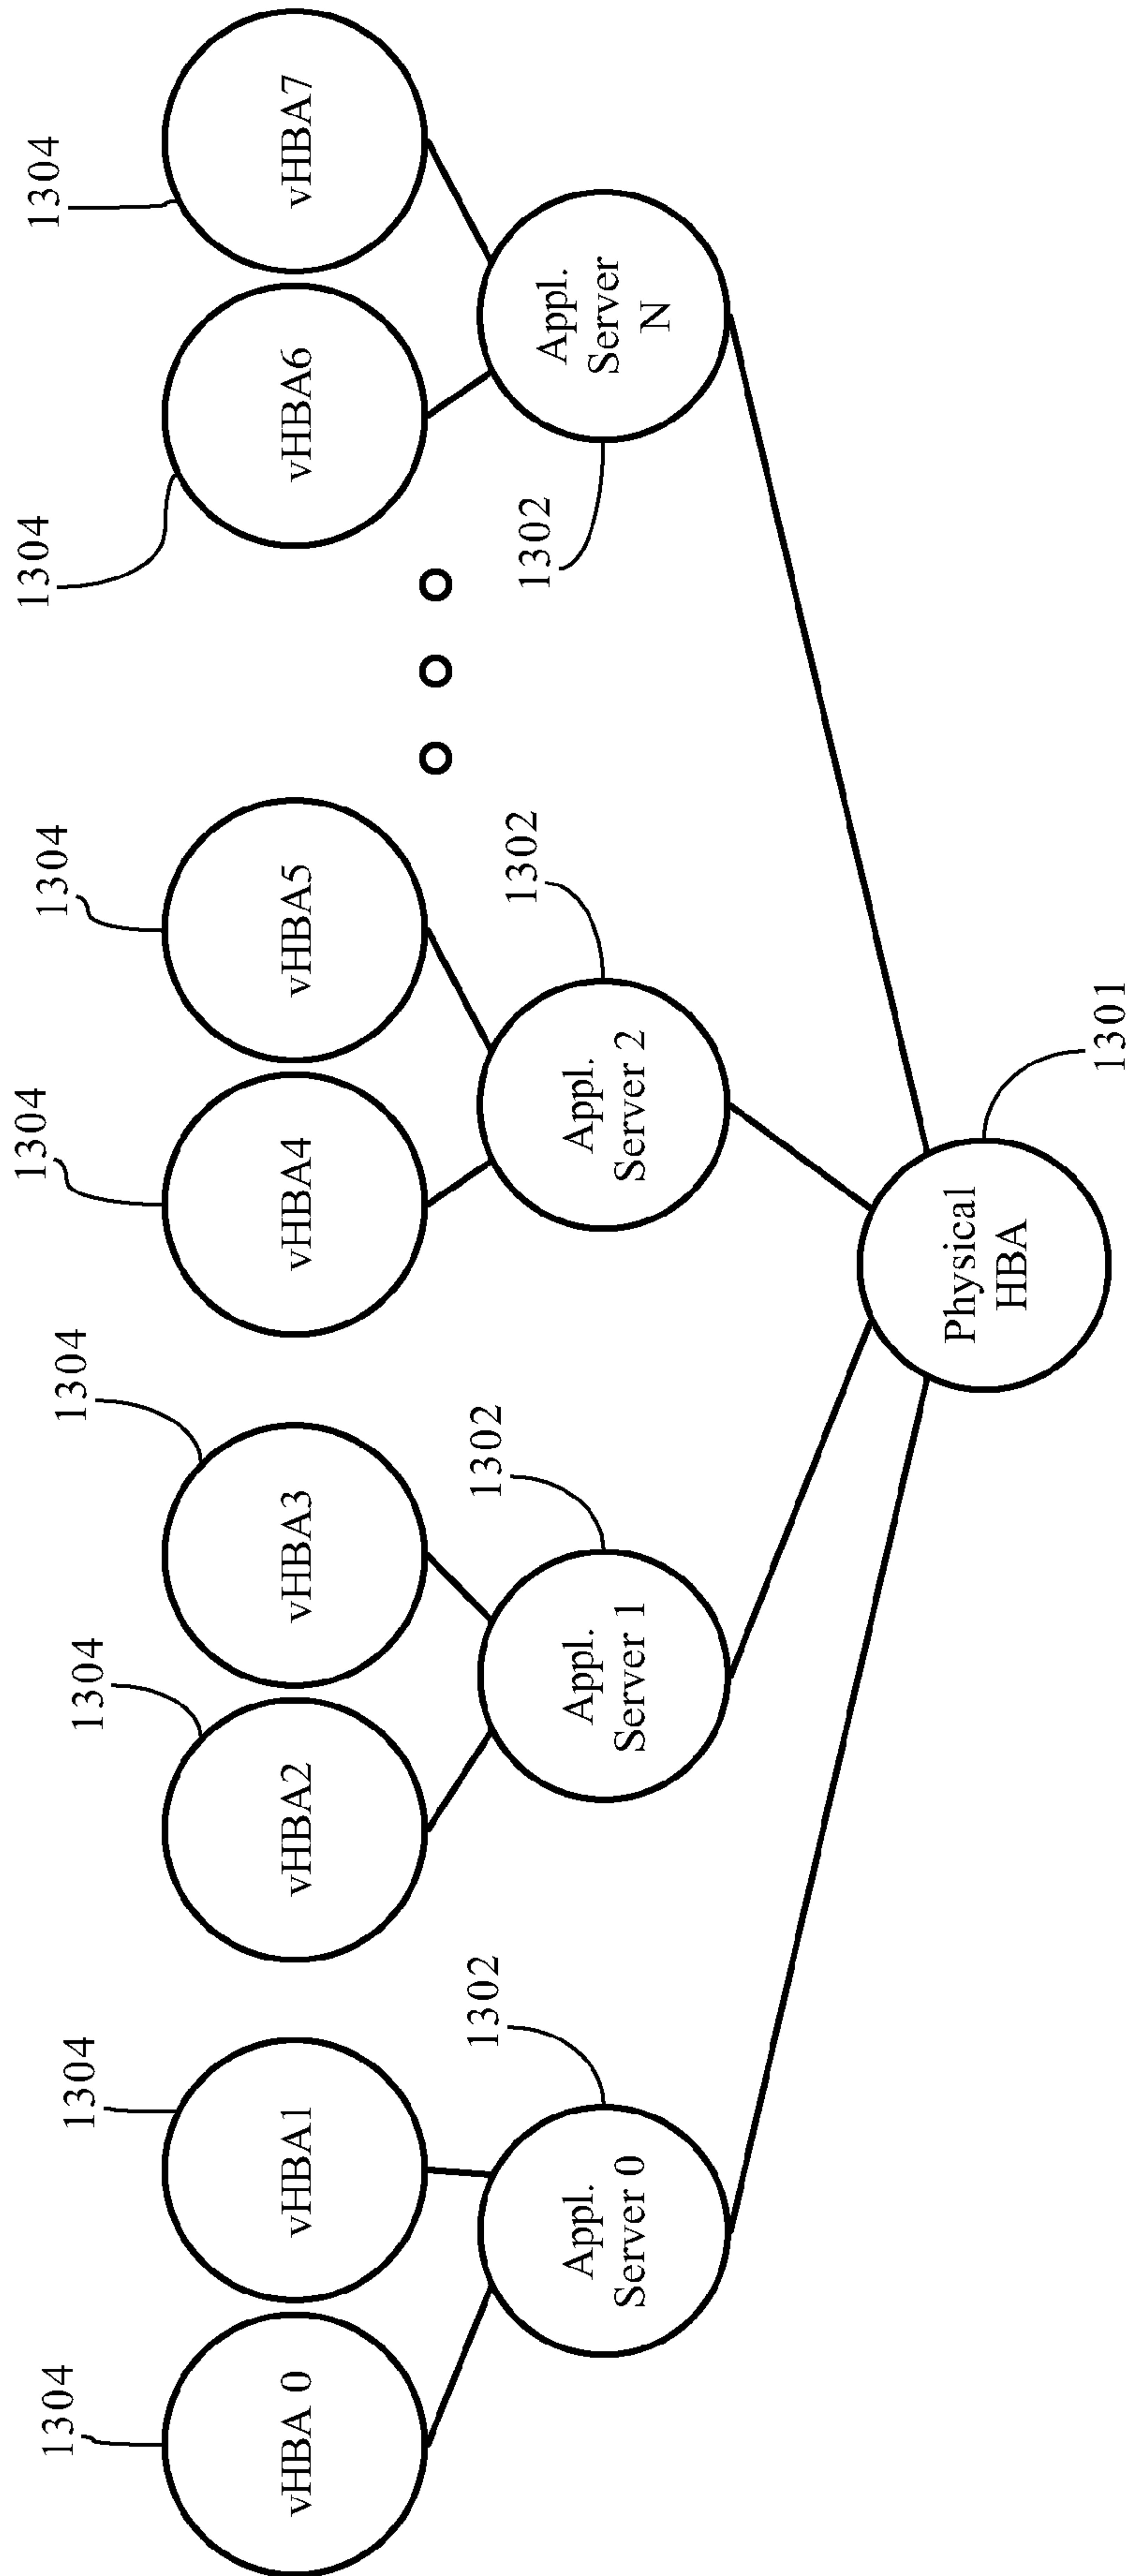 1304
1304
1304
1304
1304
1304
1304
1304
vHBA 0
vHBA1
vHBA2
vHBA3
vHBA4
vHBA5
vHBA6
vHBA7
1302
1302
1302
1302
Appl.
Server 0
Appl.
Server 1
Appl.
Server 2
Appl.
Server
N
Physical
HBA
1301